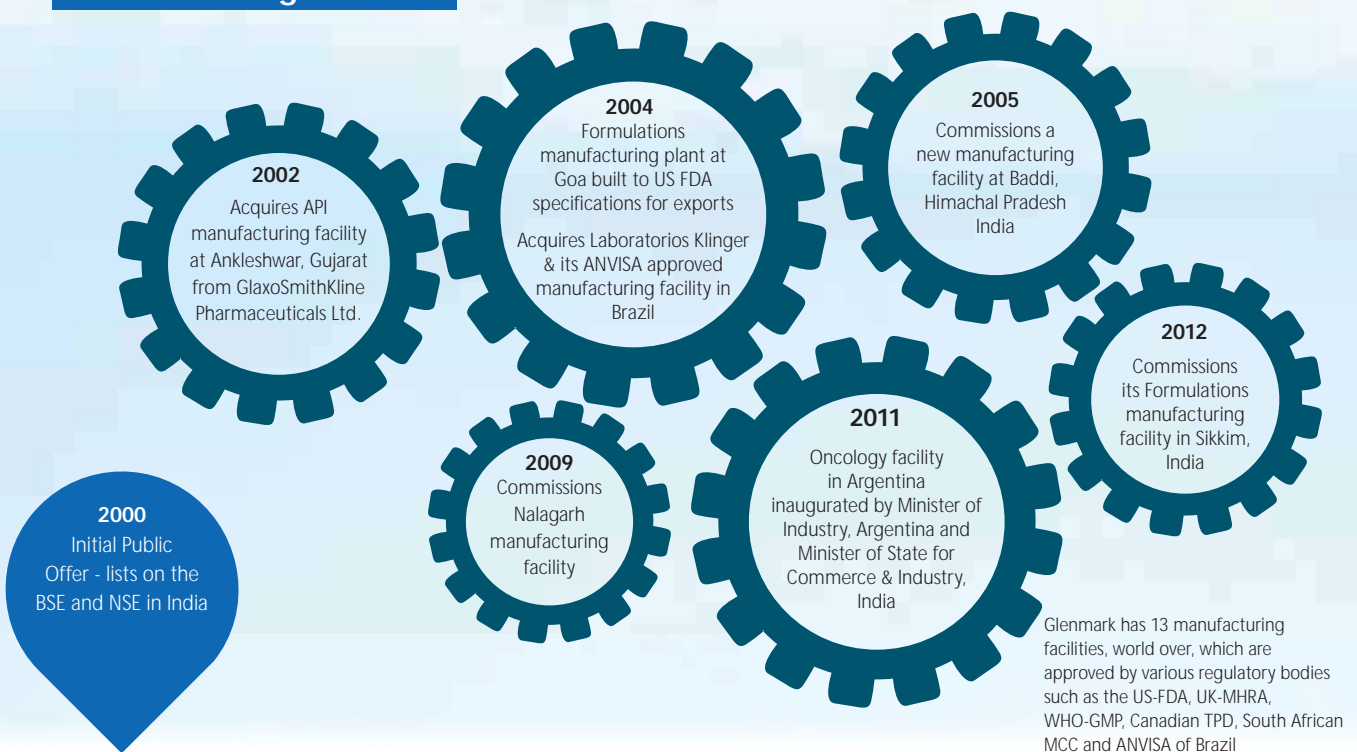 2002
Acquires API
manufacturing facility
at Ankleshwar, Gujarat
from GlaxoSmithKline
Pharmaceuticals Ltd.
2004
Formulations
manufacturing plant at
Goa built to US FDA
specifications for exports
Acquires Laboratorios Klinger
& its ANVISA approved
manufacturing facility in
Brazil
2005
Commissions a
new manufacturing
facility at Baddi,
Himachal Pradesh
India
2009
Commissions
Nalagarh
manufacturing
facility
2011
Oncology facility
in Argentina
inaugurated by Minister of
Industry, Argentina and
Minister of State for
Commerce & Industry,
India
2012
Commissions
its Formulations
manufacturing
facility in Sikkim,
India
2000
Initial Public
Offer - lists on the
BSE and NSE in India
Glenmark has 13 manufacturing
facilities, world over, which are
approved by various regulatory bodies
such as the US-FDA, UK-MHRA,
WHO-GMP, Canadian TPD, South African
MCC and ANVISA of Brazil